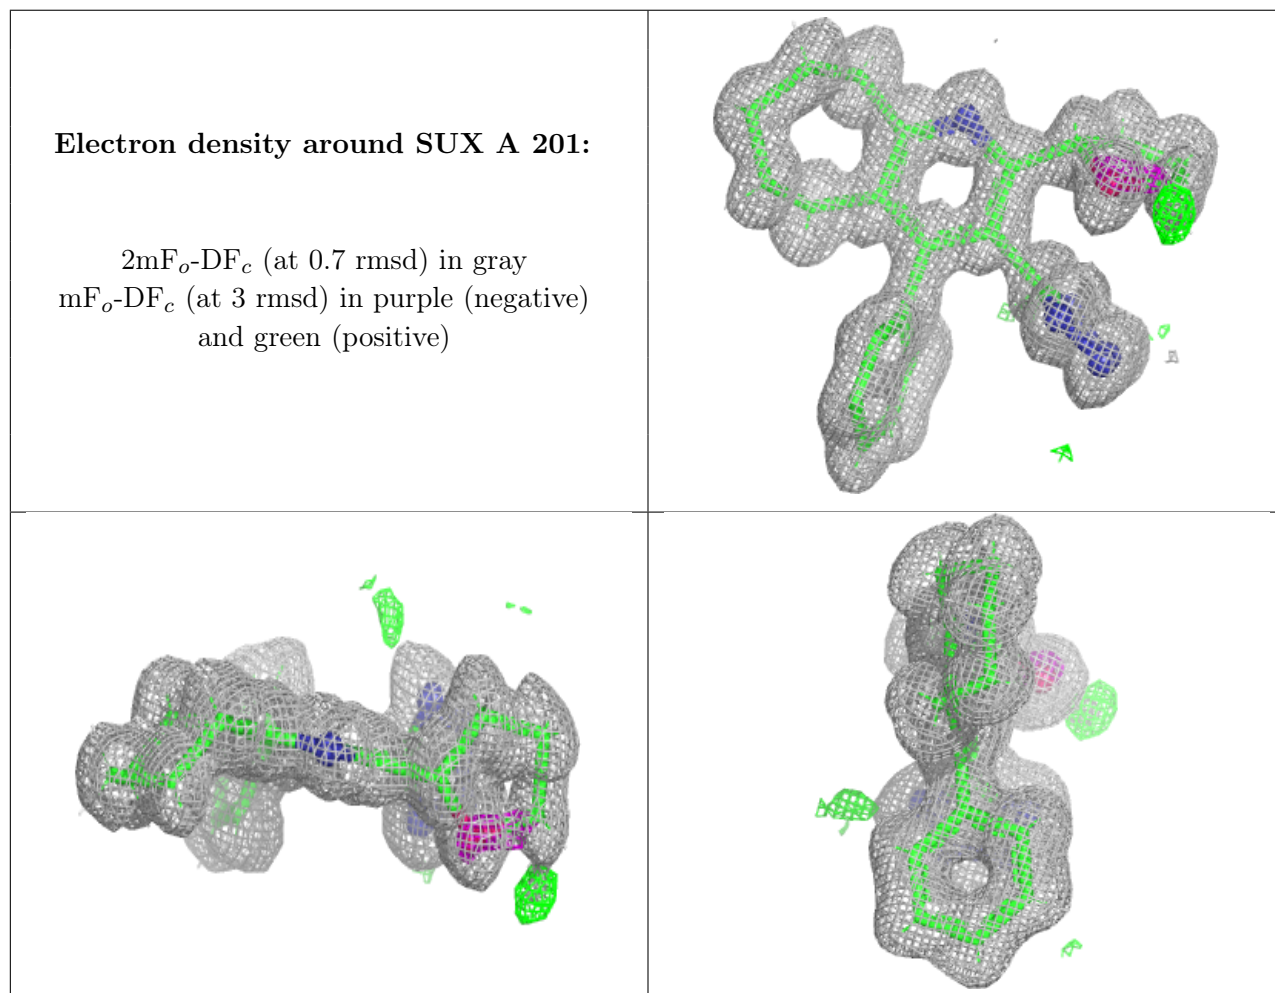 Electron density around SUX A 201:
2mFo-DFc (at 0.7 rmsd) in gray
mFo-DFc (at 3 rmsd) in purple (negative)
and green (positive)